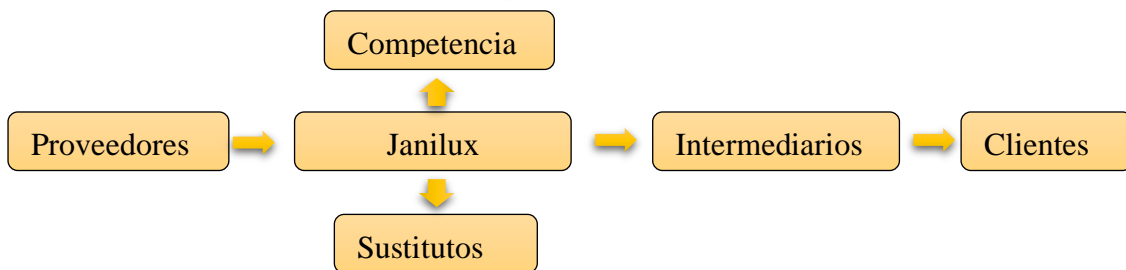 Competencia
Proveedores
Janilux
Intermediarios
Clientes
Sustitutos